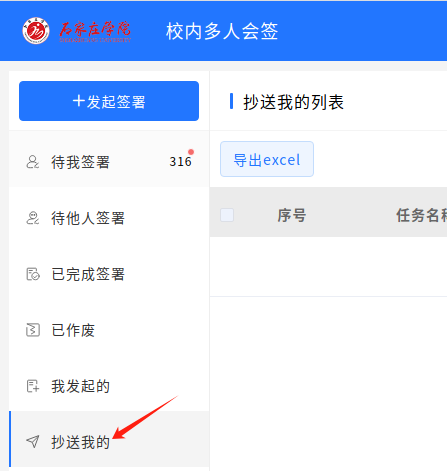 石家庄学院
校内多人会签
+发起签署
抄送我的列表
导出excel
待我签署 316
序号 任务名称
待他人签署
已完成签署
已作废
我发起的
抄送我的